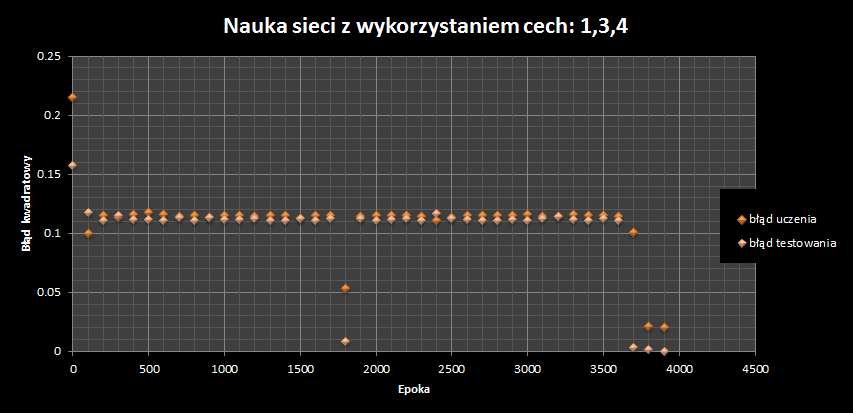 Nauka sieci z wykorzystaniem cech: 1,3,4
0.25
0.2
0.15
0.1
0.05
0
Błąd kwadratowy
0 500 1000 1500 2000 2500 3000 3500 4000 4500
Epoka
błąd uczenia
błąd testowania